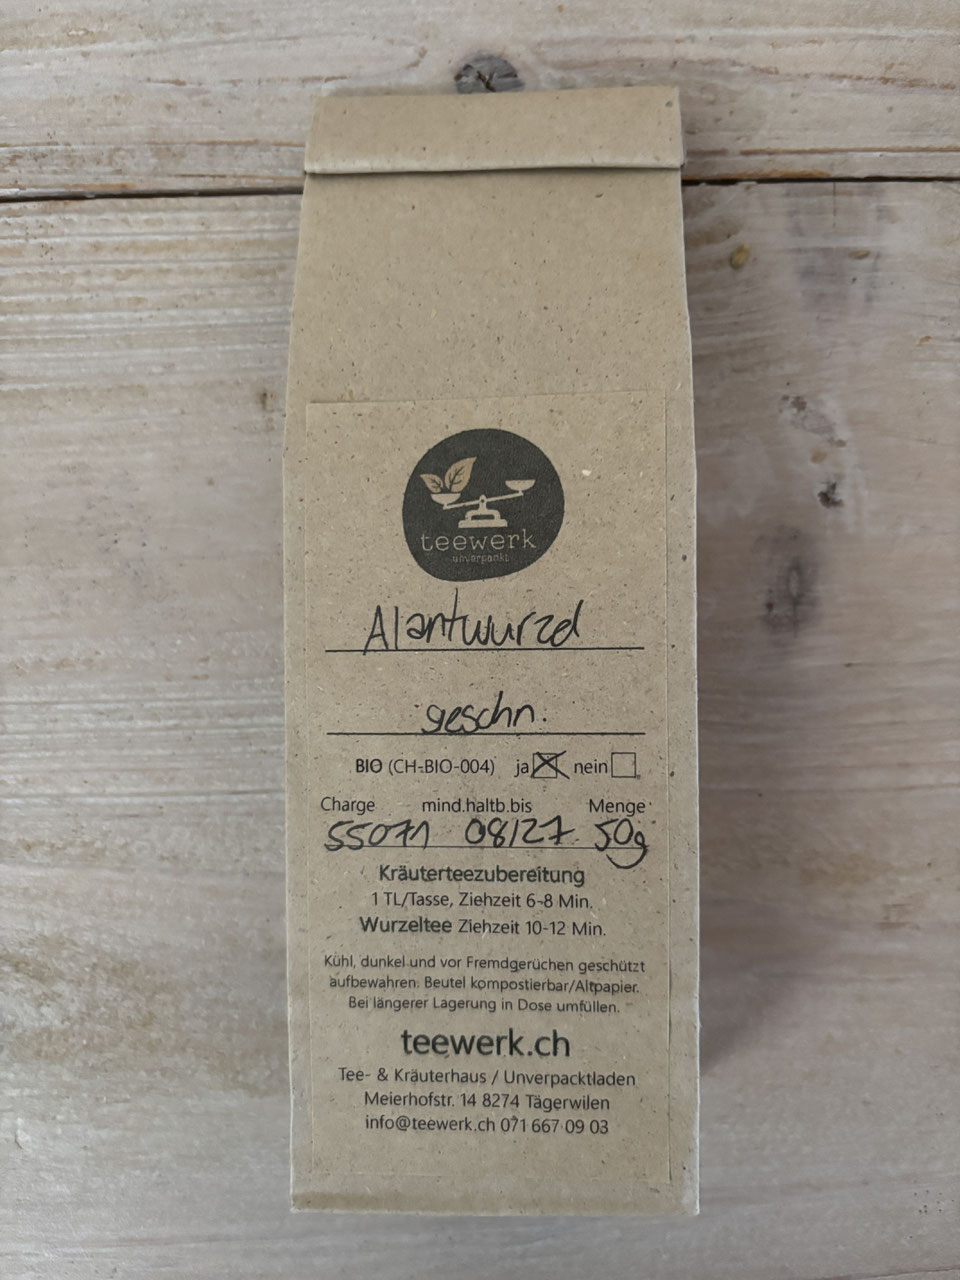 teewerk
unverpackt
Alantwurzel
geschn.
BIO (CH-BIO-004) ja nein
Charge mind.haltb.bis Menge
55071 08/27 50g
Kräuterteezubereitung
1 TL/Tasse, Ziehzeit 6-8 Min.
Wurzeltee Ziehzeit 10-12 Min.
Kühl, dunkel und vor Fremdgerüchen geschützt
aufbewahren. Beutel kompostierbar/Altpapier.
Bei längerer Lagerung in Dose umfüllen.
teewerk.ch
Tee- & Kräuterhaus / Unverpacktladen
Meierhofstr. 14 8274 Tägerwilen
info@teewerk.ch 071 667 09 03